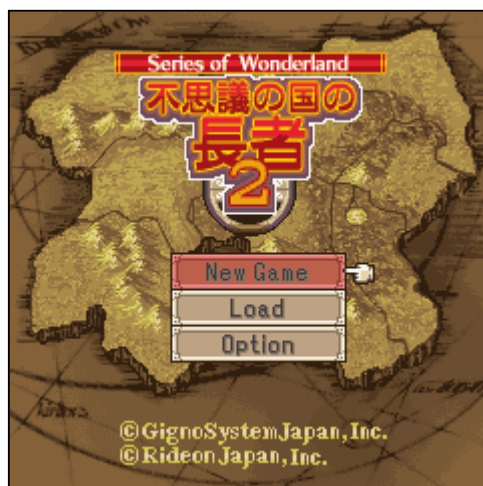 Series of Wonderland
不思議の国の
長者
2
New Game
Load
Option
©GignoSystemJapan,Inc.
©RideonJapan,Inc.